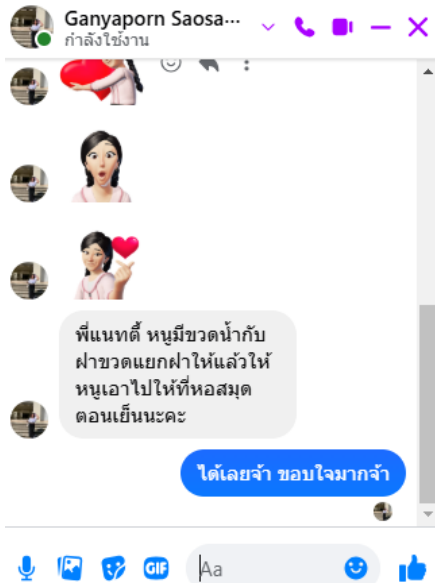 Ganyaporn Saosa...
กำลังใช้งาน
พี่แนทตี้ หนูมีขวดน้ำกับ
ฝาขวดแยกฝาให้แล้วให้
หนูเอาไปให้ที่หอสมุด
ตอนเย็นนะคะ
ได้เลยจ้า ขอบใจมากจ้า
GIF
Aa